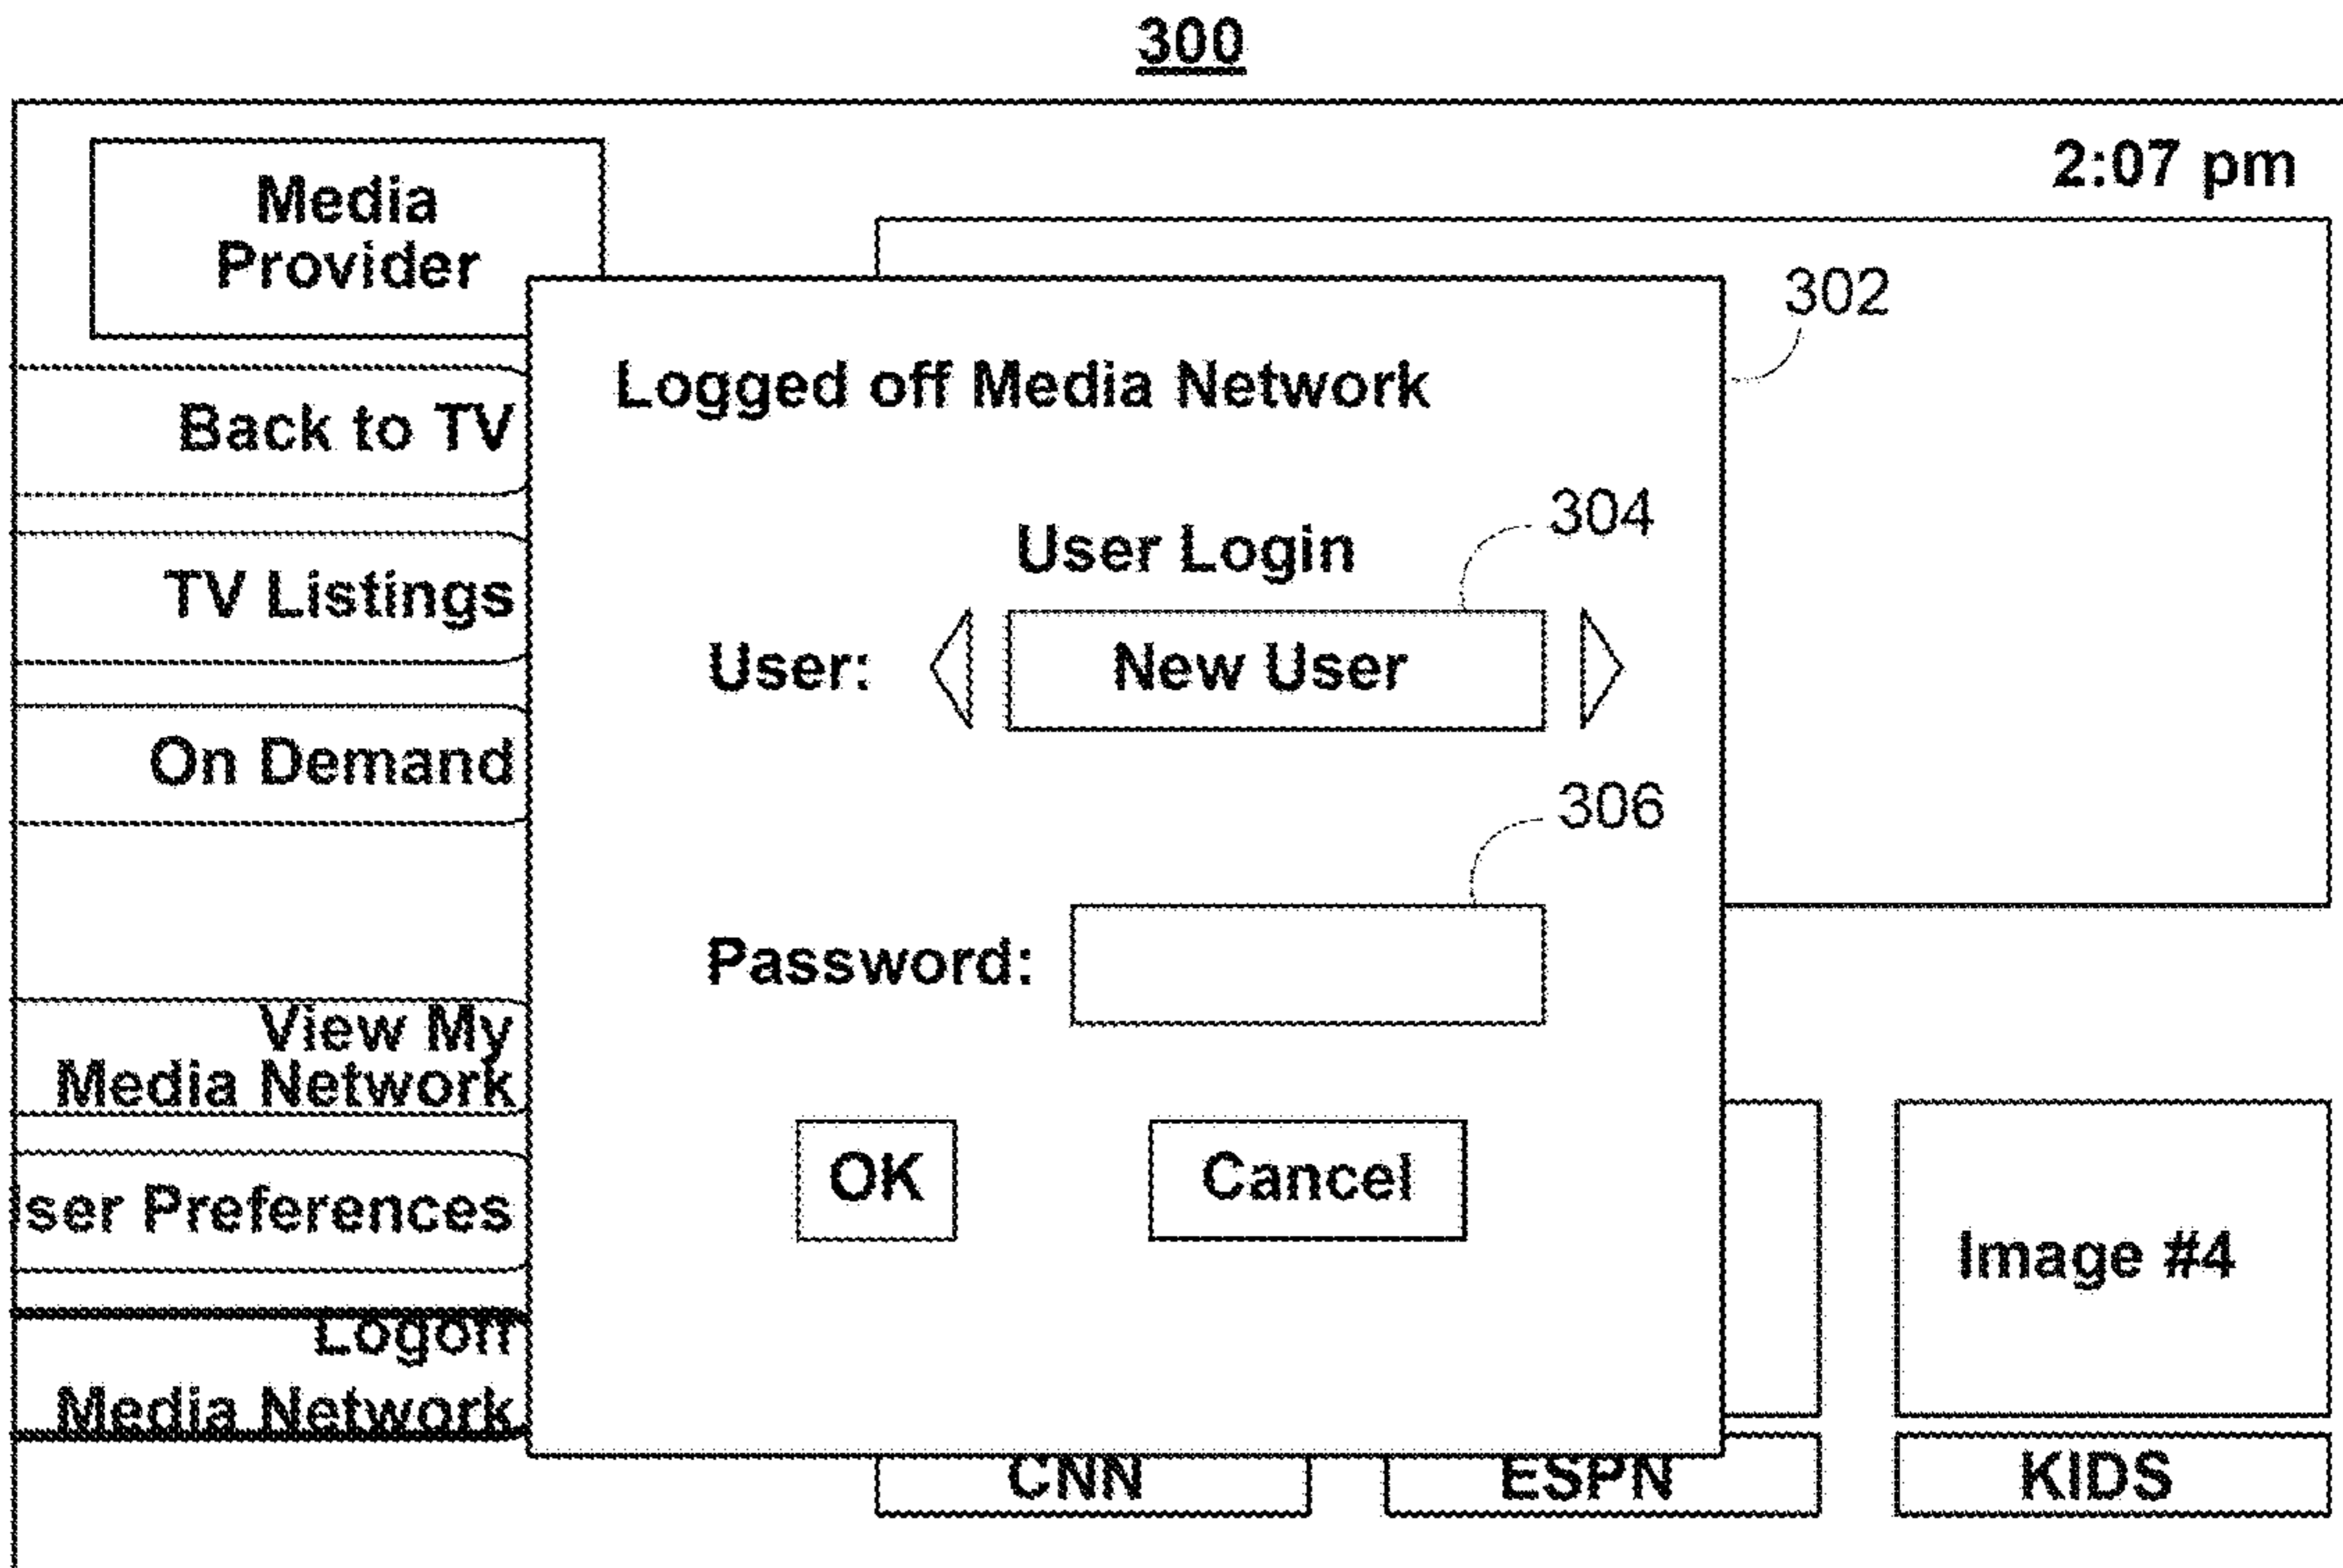 300
2:07 pm
Media
Provider
302
Logged off Media Network
Back to TV
304
User Login
TV Listings
User:
New User
On Demand
306
Password:
View My
Media Network
OK
Cancel
ser Preferences
Image #4
Logoff
Media Network
CNN
ESPN
KIDS